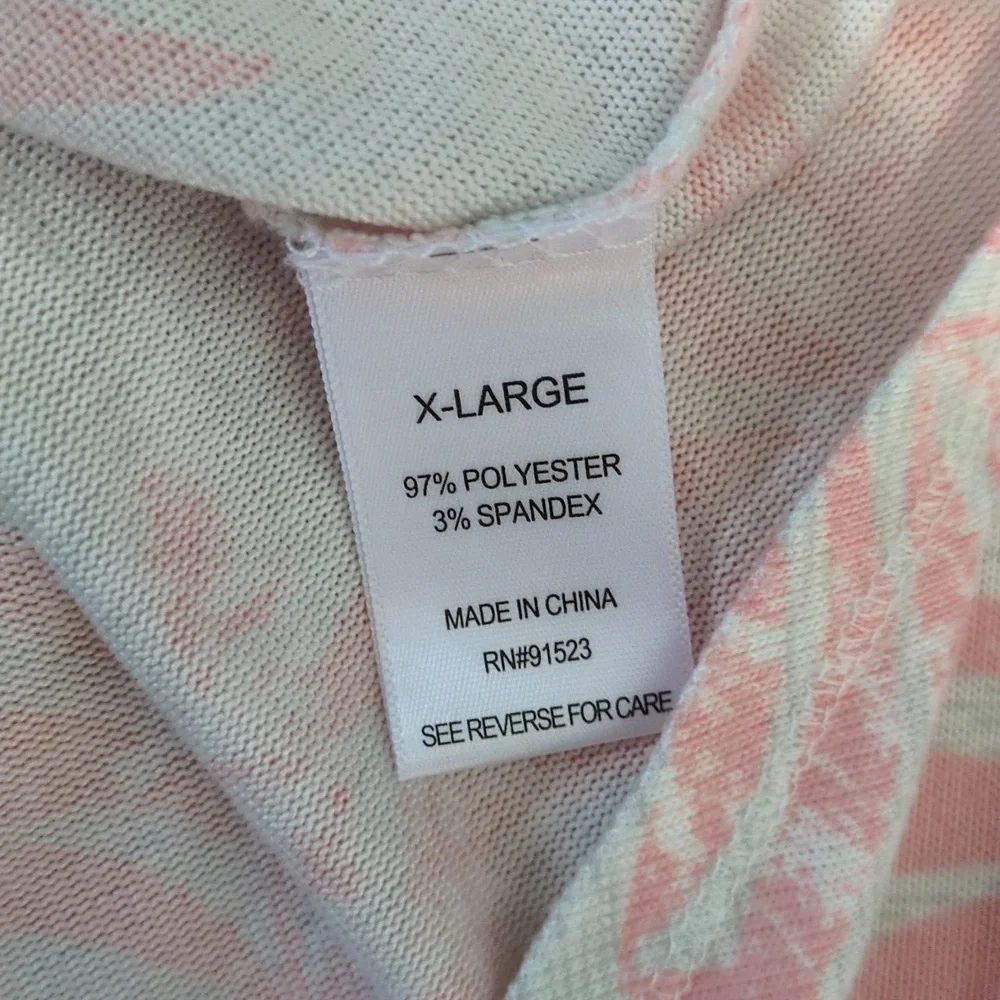 X-LARGE
97% POLYESTER
3% SPANDEX
MADE IN CHINA
RN#91523
SEE REVERSE FOR CARE